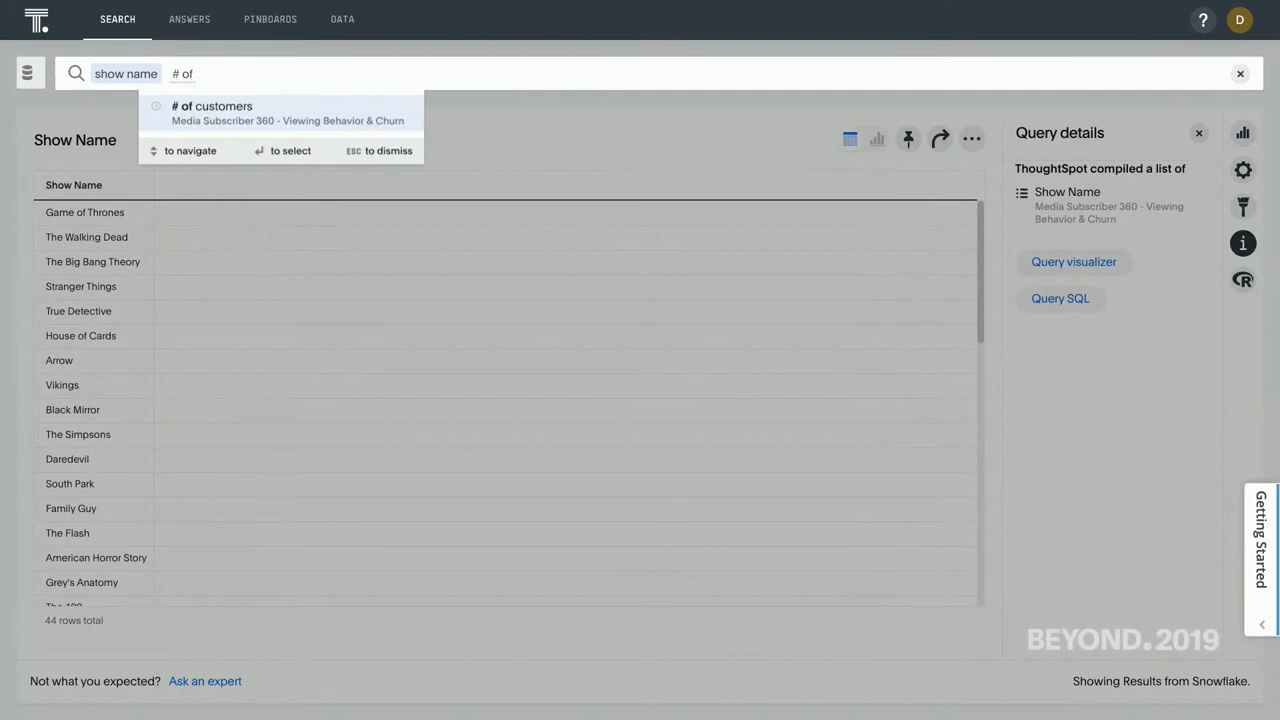 SEARCH ANSWERS PINBOARDS DATA
? D
show name # of
# of customers
Media Subscriber 360 - Viewing Behavior & Churn
to navigate to select ESC to dismiss
Show Name
Show Name
Game of Thrones
The Walking Dead
The Big Bang Theory
Stranger Things
True Detective
House of Cards
Arrow
Vikings
Black Mirror
The Simpsons
Daredevil
South Park
Family Guy
The Flash
American Horror Story
Grey's Anatomy
The 100
44 rows total
Query details
ThoughtSpot compiled a list of
Show Name
Media Subscriber 360 - Viewing
Behavior & Churn
Query visualizer
Query SQL
Getting Started
BEYOND.2019
Not what you expected? Ask an expert
Showing Results from Snowflake.